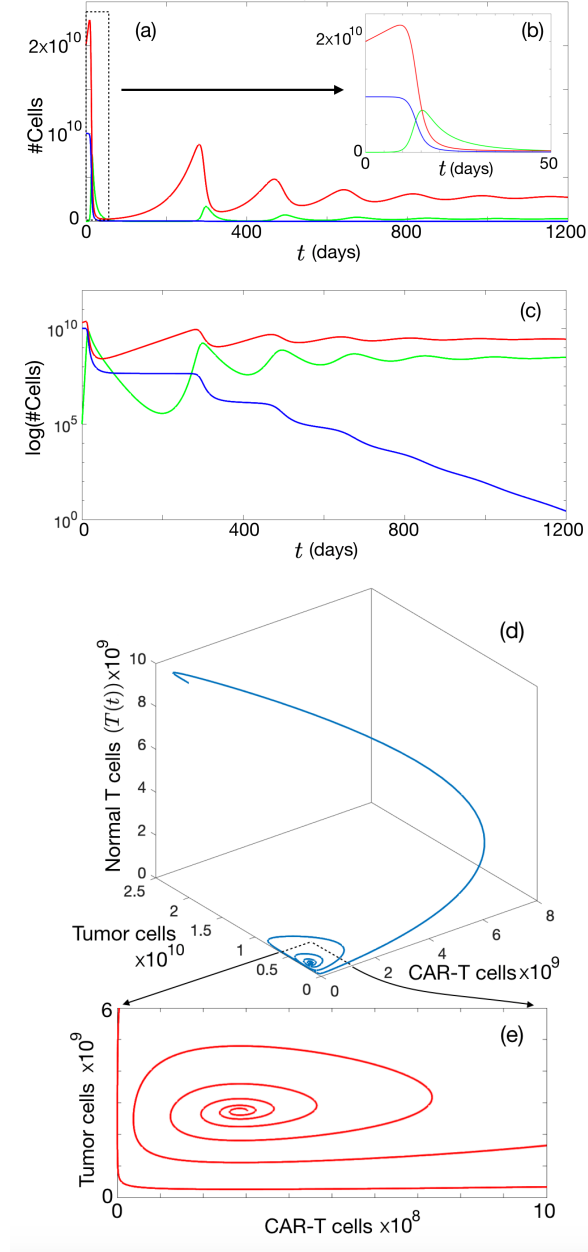 (a)
(b)
2x10^10
10^10
0
#Cells
2x10^10
0
0
50
t (days)
0
400
800
1200
t (days)
(c)
10^10
10^5
10^0
log(#Cells)
0
400
800
1200
t (days)
(d)
Normal T cells (T(t))x10^9
10
8
6
4
2
0
2.5
2
1.5
1
0.5
0
Tumor cells
x10^10
0
2
4
6
8
CAR-T cells x10^9
(e)
6
0
Tumor cells x10^9
0
10
CAR-T cells x10^8